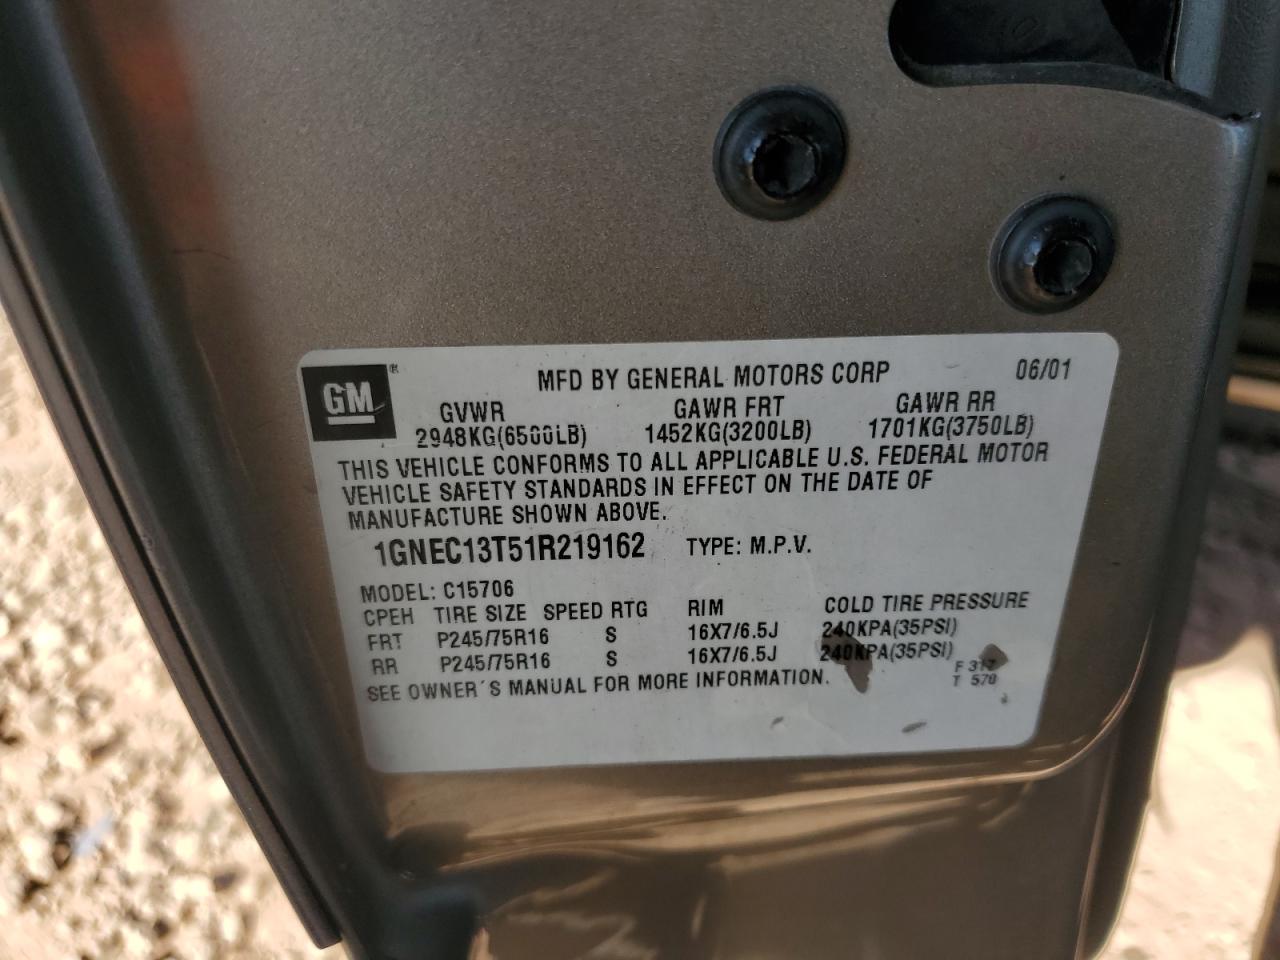 GM ® MFD BY GENERAL MOTORS CORP 06/01
GVWR GAWR FRT GAWR RR
2948KG(6500LB) 1452KG(3200LB) 1701KG(3750LB)
THIS VEHICLE CONFORMS TO ALL APPLICABLE U.S. FEDERAL MOTOR
VEHICLE SAFETY STANDARDS IN EFFECT ON THE DATE OF
MANUFACTURE SHOWN ABOVE.
1GNEC13T51R219162 TYPE: M.P.V.
MODEL: C15706
CPEH TIRE SIZE SPEED RTG RIM COLD TIRE PRESSURE
FRT P245/75R16 S 16X7/6.5J 240KPA(35PSI)
RR P245/75R16 S 16X7/6.5J 240KPA(35PSI)
SEE OWNER'S MANUAL FOR MORE INFORMATION.
F 317
T 570